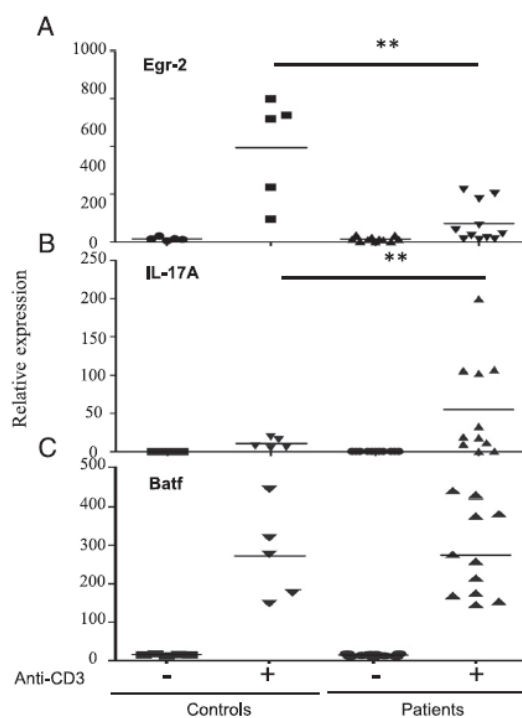 A
1000
Egr-2
**
800
600
400
200
0
B
250
IL-17A
**
200
150
100
50
0
C
500
Batf
400
300
200
100
0
Relative expression
Anti-CD3 - + - +
Controls Patients